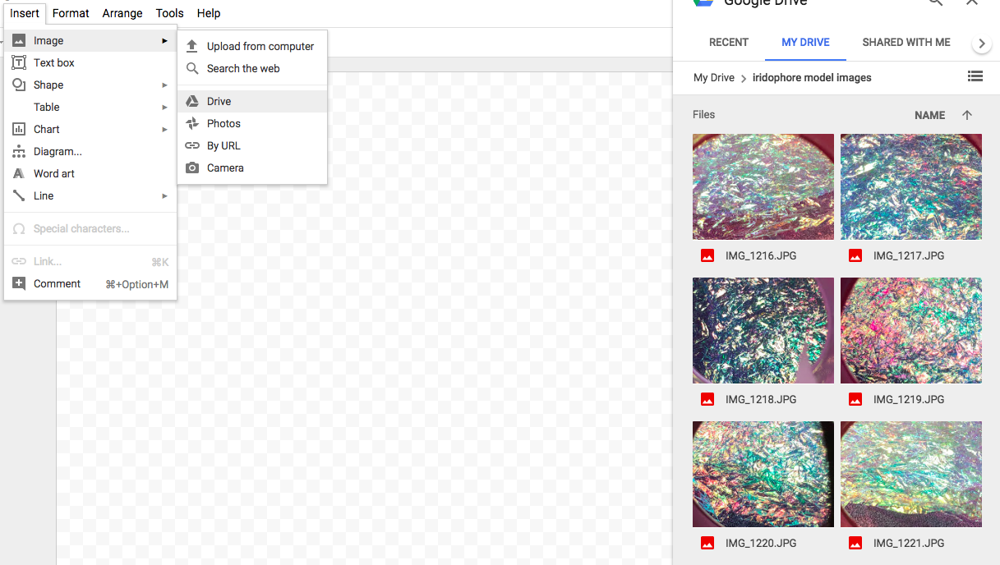 Insert Format Arrange Tools Help
Image
Text box
Shape
Table
Chart
Diagram...
Word art
Line
Special characters...
Link... ⌘K
Comment ⌘+Option+M
Upload from computer
Search the web
Drive
Photos
By URL
Camera
Google Drive
RECENT MY DRIVE SHARED WITH ME
My Drive > iridophore model images
Files NAME
IMG_1216.JPG IMG_1217.JPG
IMG_1218.JPG IMG_1219.JPG
IMG_1220.JPG IMG_1221.JPG